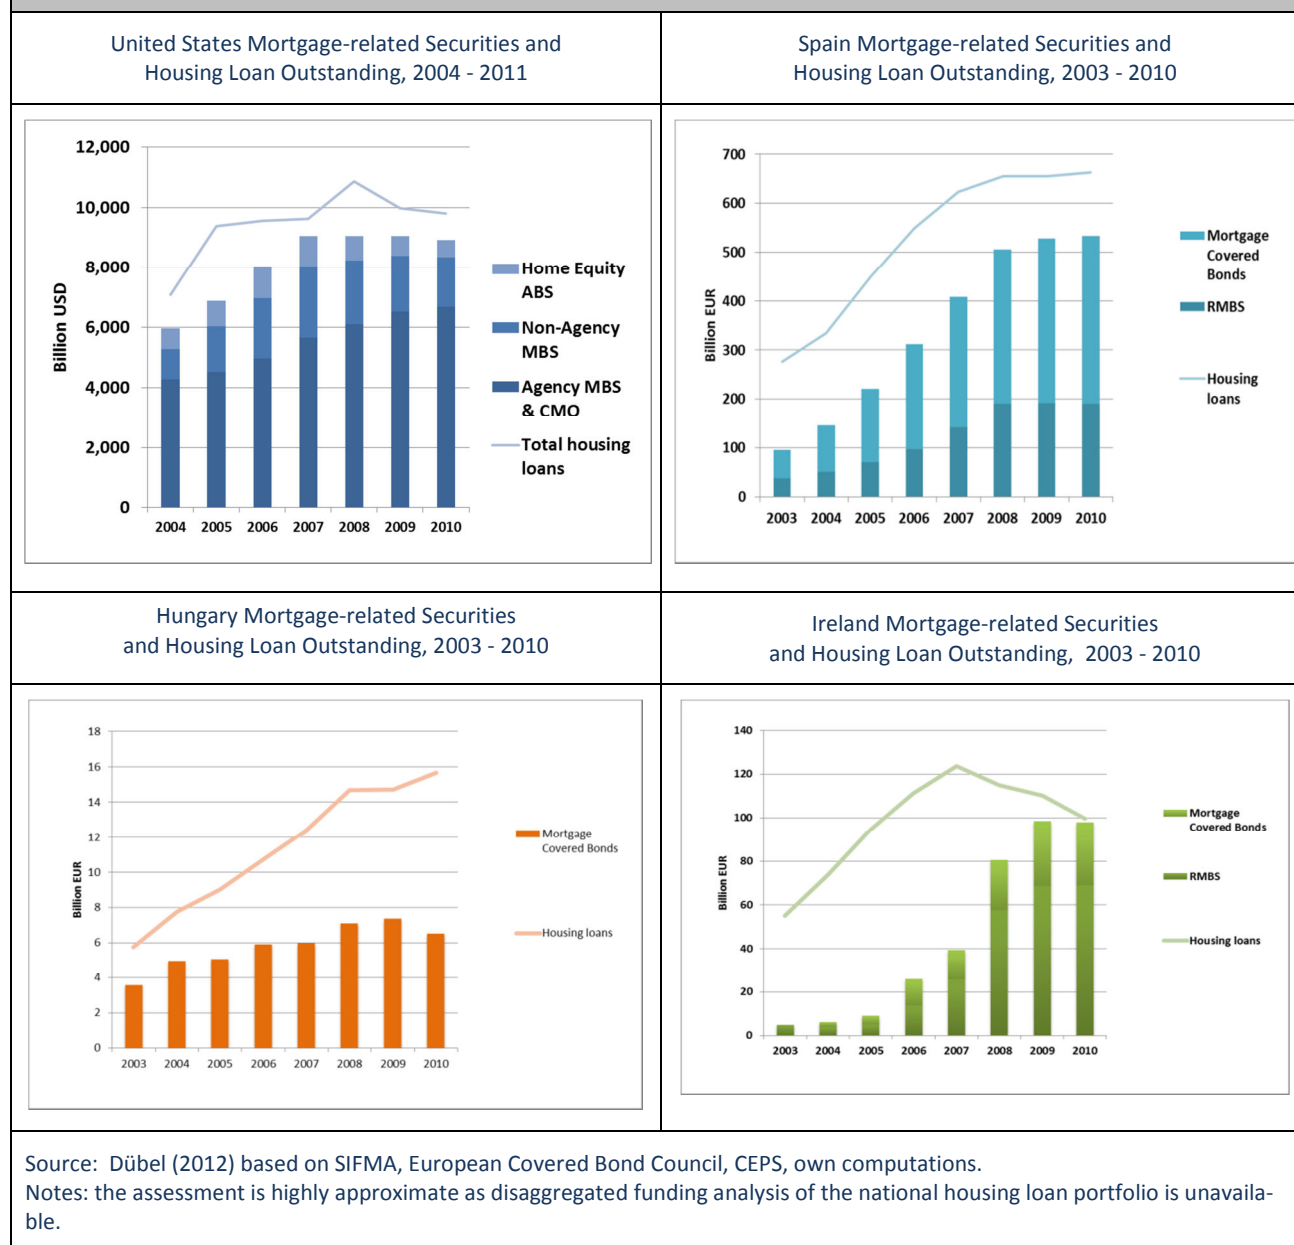 United States Mortgage-related Securities and
Housing Loan Outstanding, 2004 - 2011
Spain Mortgage-related Securities and
Housing Loan Outstanding, 2003 - 2010
12,000
10,000
8,000
6,000
4,000
2,000
0
Billion USD
2004 2005 2006 2007 2008 2009 2010
Home Equity
ABS
Non-Agency
MBS
Agency MBS
& CMO
Total housing
loans
700
600
500
400
300
200
100
0
Billion EUR
2003 2004 2005 2006 2007 2008 2009 2010
Mortgage
Covered
Bonds
RMBS
Housing
loans
Hungary Mortgage-related Securities
and Housing Loan Outstanding, 2003 - 2010
Ireland Mortgage-related Securities
and Housing Loan Outstanding, 2003 - 2010
18
16
14
12
10
8
6
4
2
0
Billion EUR
2003 2004 2005 2006 2007 2008 2009 2010
Mortgage
Covered Bonds
Housing loans
140
120
100
80
60
40
20
0
Billion EUR
2003 2004 2005 2006 2007 2008 2009 2010
Mortgage
Covered Bonds
RMBS
Housing loans
Source: Dübel (2012) based on SIFMA, European Covered Bond Council, CEPS, own computations.
Notes: the assessment is highly approximate as disaggregated funding analysis of the national housing loan portfolio is unavaila-
ble.